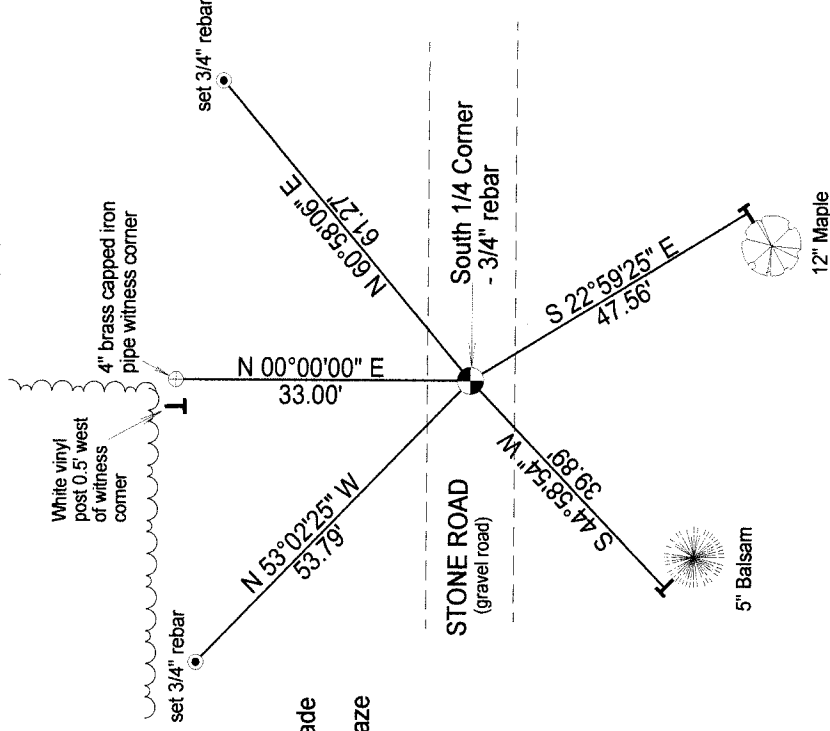 set 3/4" rebar
4" brass capped iron
pipe witness corner
White vinyl
post 0.5' west
of witness
corner
set 3/4" rebar
N 60°58'06" E
61.27'
N 00°00'00" E
33.00'
N 53°02'25" W
53.79'
South 1/4 Corner
- 3/4" rebar
STONE ROAD
(gravel road)
S 22°59'25" E
47.56'
S 44°58'54" W
39.89'
12" Maple
5" Balsam
ade
aze